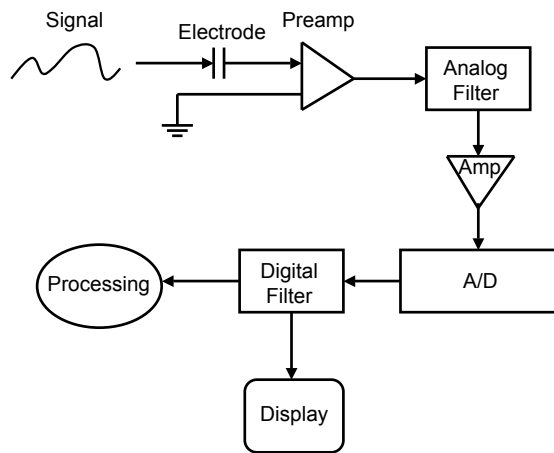 Signal
Electrode
Preamp
Analog
Filter
Amp
A/D
Digital
Filter
Processing
Display